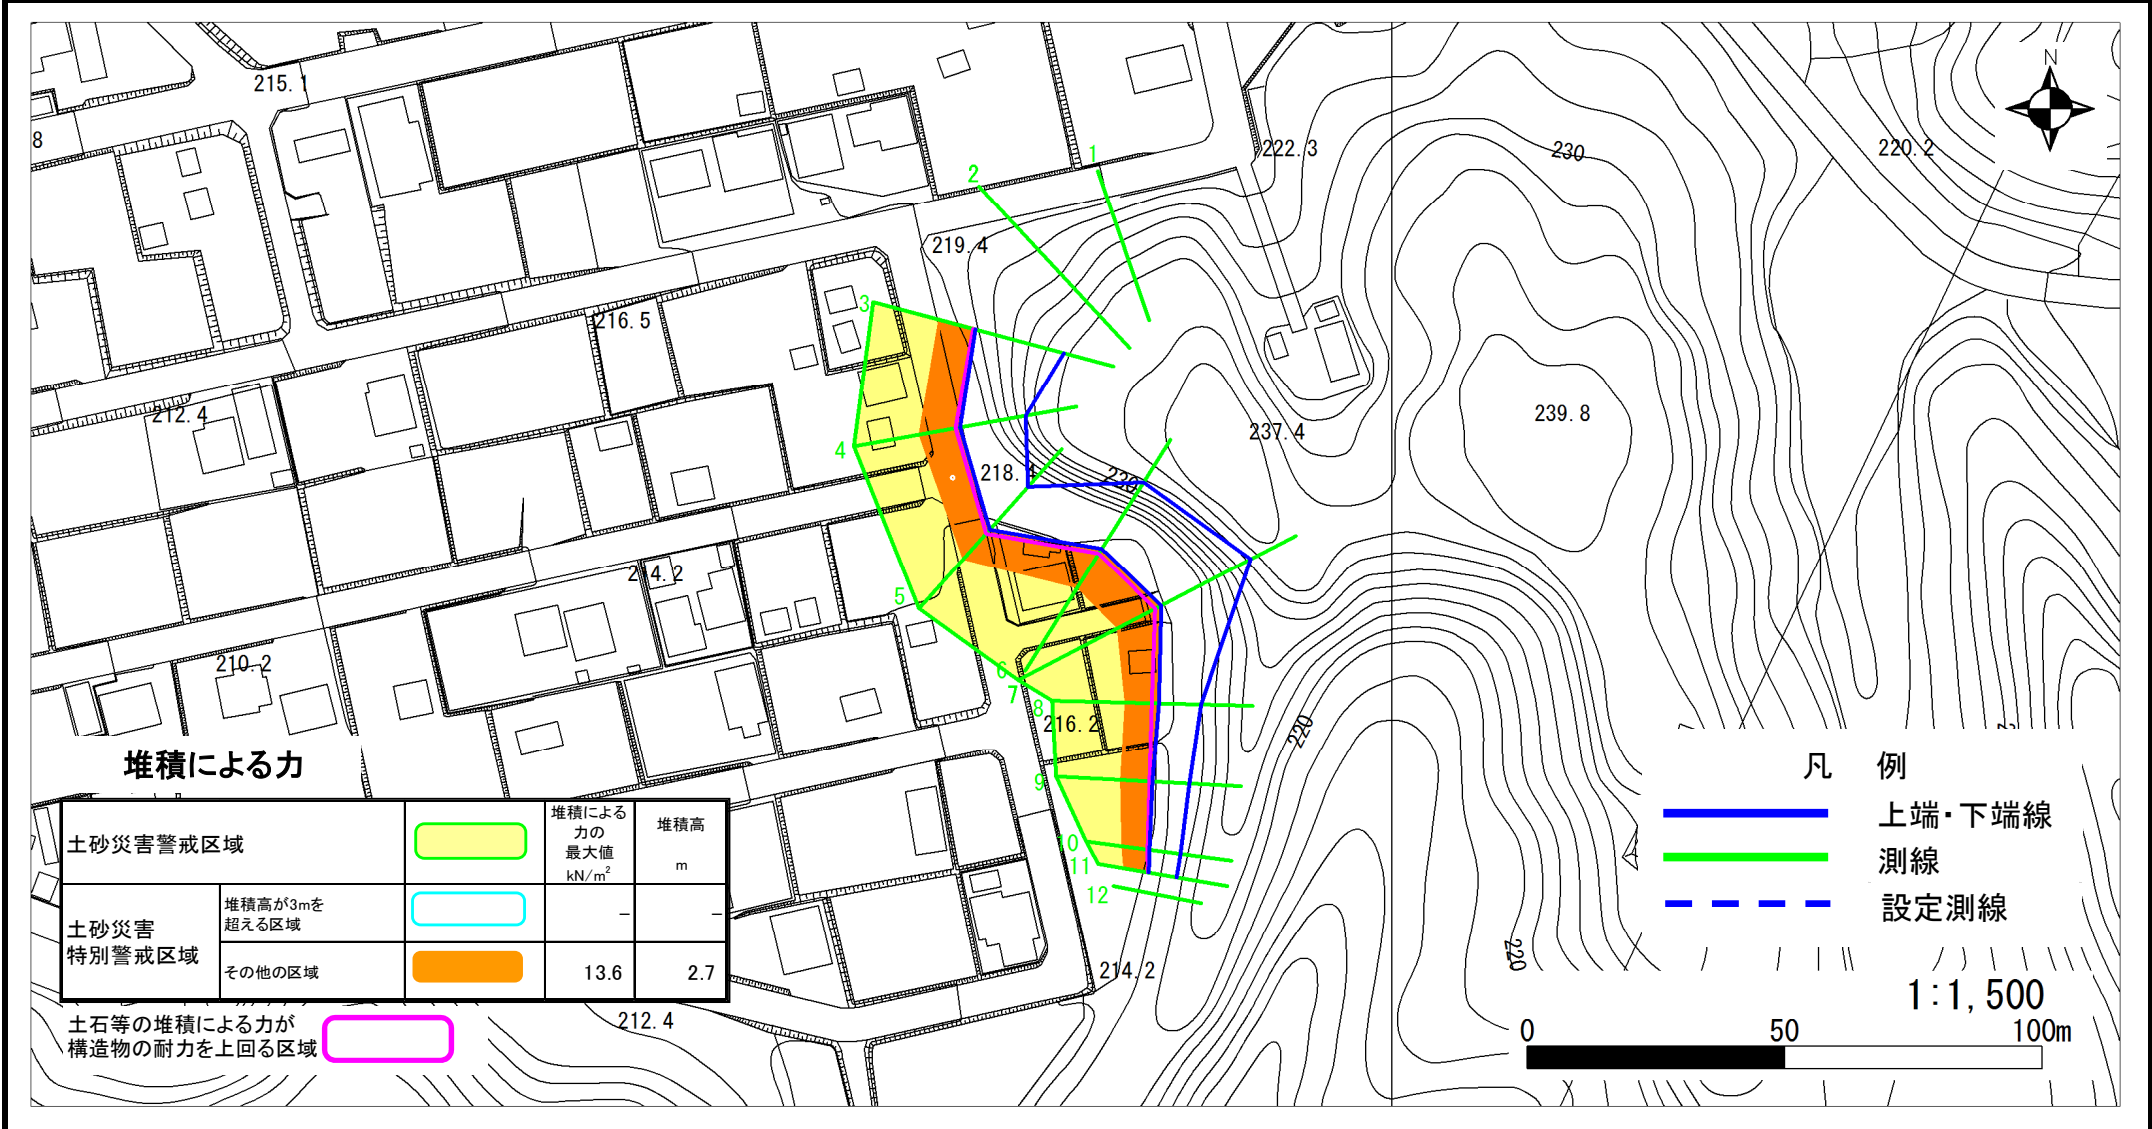 N
215.1
8
222.3
230
220.2
1
2
219.4
3
216.5
212.4
239.8
237.4
4
218.4
230
214.2
5
210.2
6
7
8
216.2
220
9
10
11
12
220
214.2
212.4
堆積による力
土砂災害警戒区域
堆積による
力の
最大値
kN/m²
堆積高
m
土砂災害
特別警戒区域
堆積高が3mを
超える区域
−
−
その他の区域
13.6
2.7
土石等の堆積による力が
構造物の耐力を上回る区域
凡 例
上端・下端線
測線
設定測線
1:1,500
0
50
100m